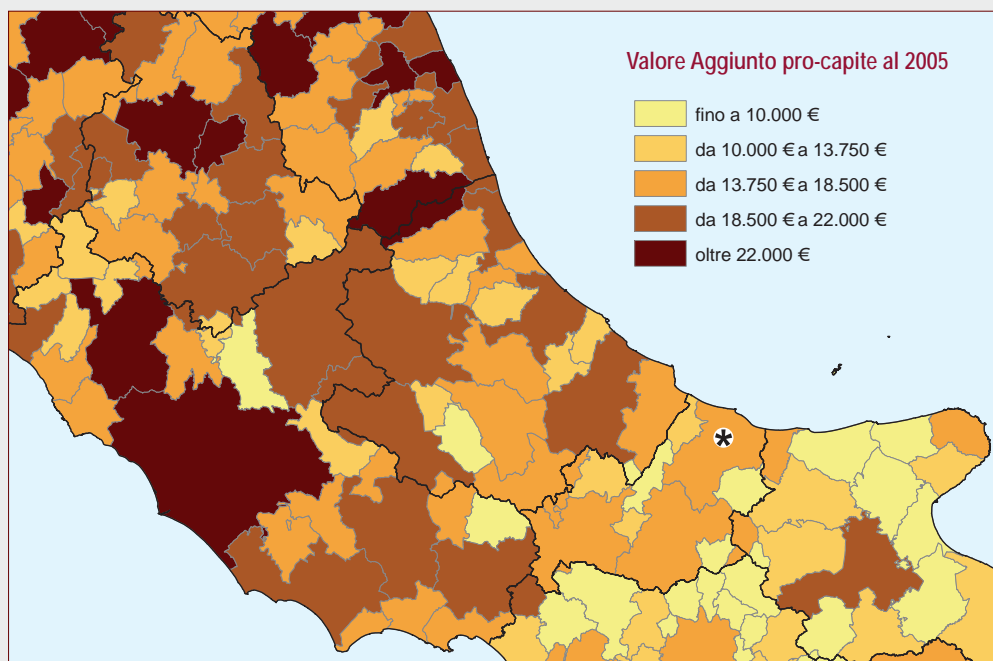 Valore Aggiunto pro-capite al 2005
fino a 10.000 €
da 10.000 € a 13.750 €
da 13.750 € a 18.500 €
da 18.500 € a 22.000 €
oltre 22.000 €
*